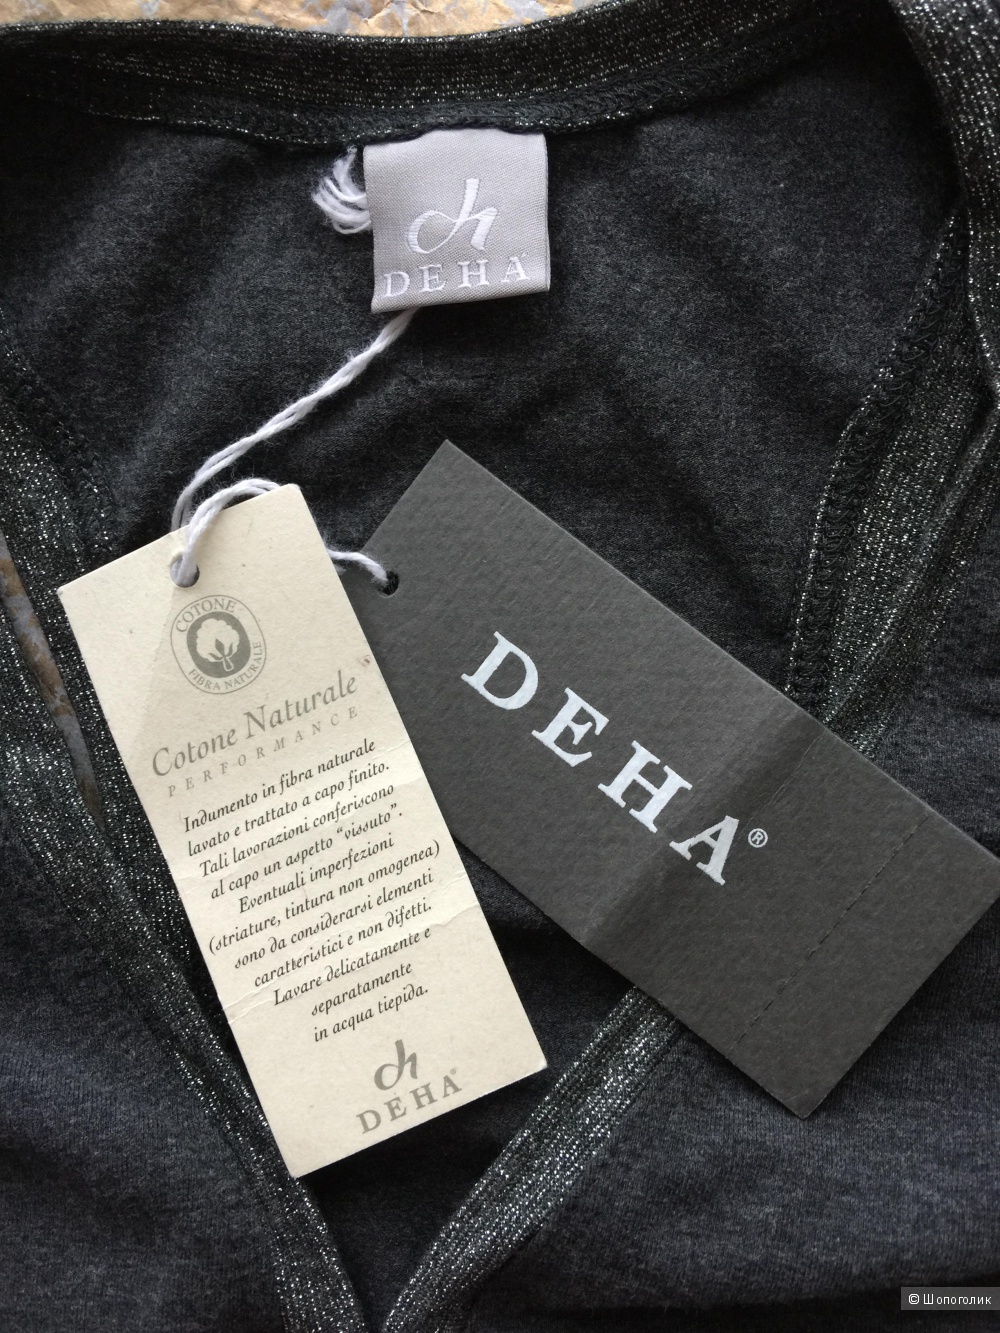 ch
DEHA
COTONE
FIBRA NATURALE
Cotone Naturale
PERFORMANCE
Indumento in fibra naturale
lavato e trattato a capo finito.
Tali lavorazioni conferiscono
al capo un aspetto "vissuto".
Eventuali imperfezioni
(striature, tintura non omogenea)
sono da considerarsi elementi
caratteristici e non difetti.
Lavare delicatamente e
separatamente
in acqua tiepida.
ch
DEHA
DEHA®
© Шопоголик